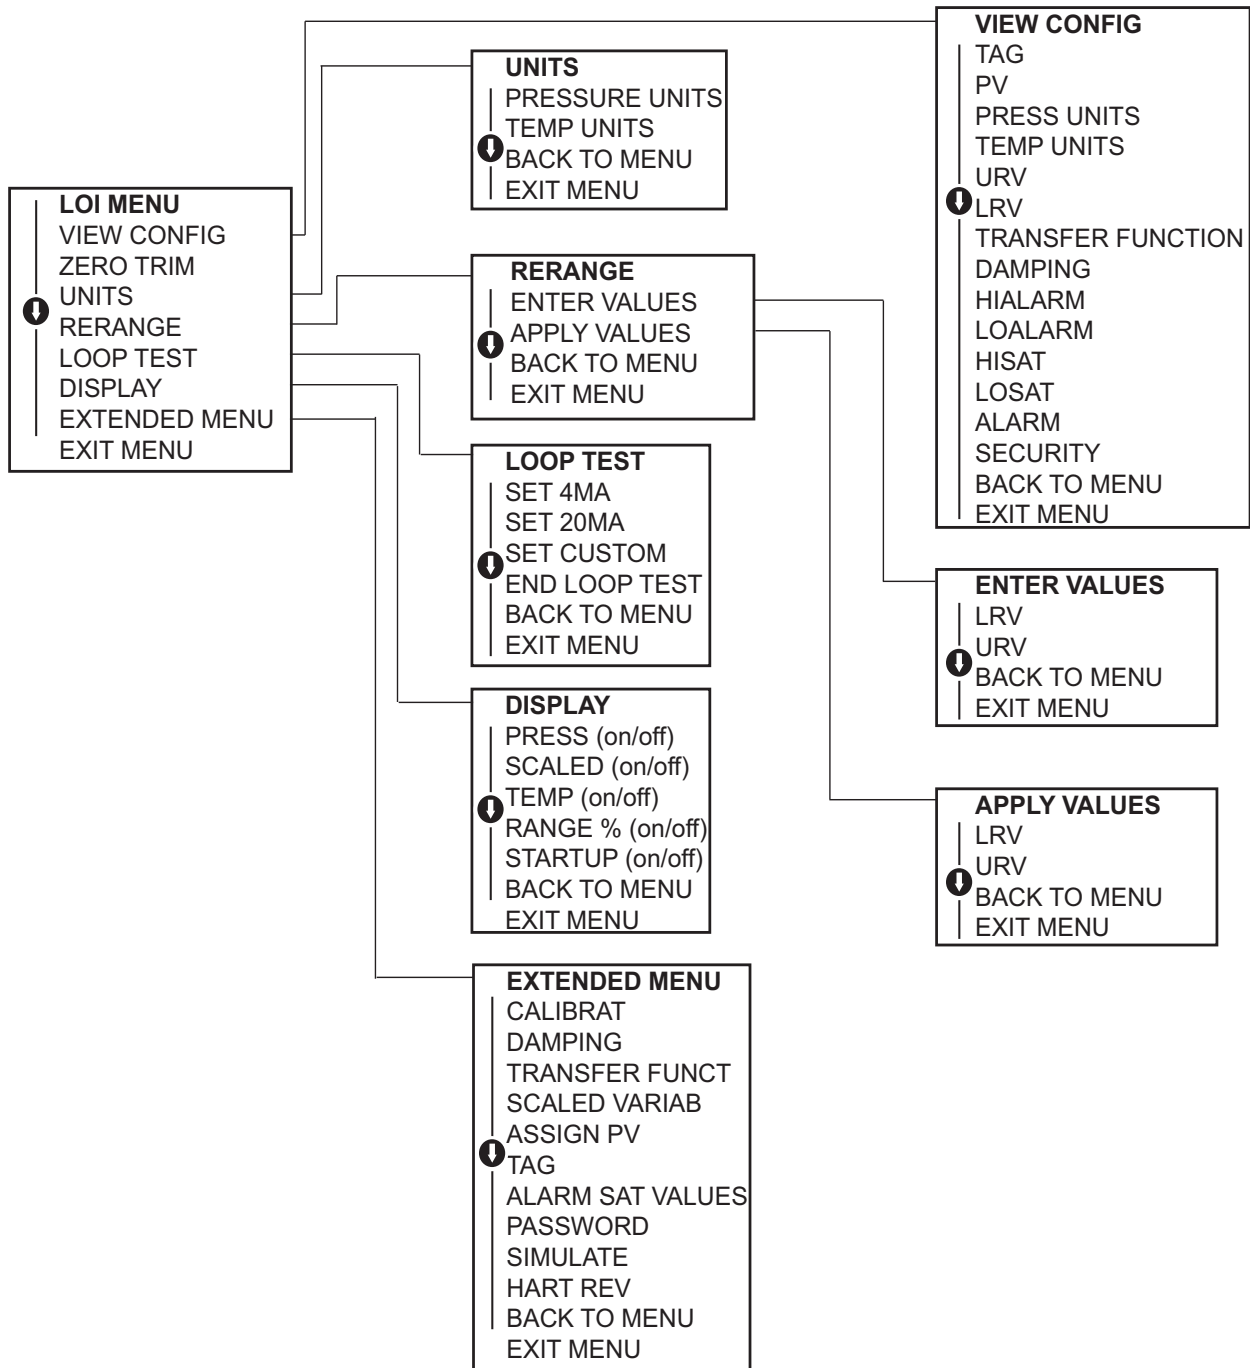 LOI MENU
VIEW CONFIG
ZERO TRIM
UNITS
RERANGE
LOOP TEST
DISPLAY
EXTENDED MENU
EXIT MENU
UNITS
PRESSURE UNITS
TEMP UNITS
BACK TO MENU
EXIT MENU
RERANGE
ENTER VALUES
APPLY VALUES
BACK TO MENU
EXIT MENU
LOOP TEST
SET 4MA
SET 20MA
SET CUSTOM
END LOOP TEST
BACK TO MENU
EXIT MENU
DISPLAY
PRESS (on/off)
SCALED (on/off)
TEMP (on/off)
RANGE % (on/off)
STARTUP (on/off)
BACK TO MENU
EXIT MENU
EXTENDED MENU
CALIBRAT
DAMPING
TRANSFER FUNCT
SCALED VARIAB
ASSIGN PV
TAG
ALARM SAT VALUES
PASSWORD
SIMULATE
HART REV
BACK TO MENU
EXIT MENU
VIEW CONFIG
TAG
PV
PRESS UNITS
TEMP UNITS
URV
LRV
TRANSFER FUNCTION
DAMPING
HIALARM
LOALARM
HISAT
LOSAT
ALARM
SECURITY
BACK TO MENU
EXIT MENU
ENTER VALUES
LRV
URV
BACK TO MENU
EXIT MENU
APPLY VALUES
LRV
URV
BACK TO MENU
EXIT MENU